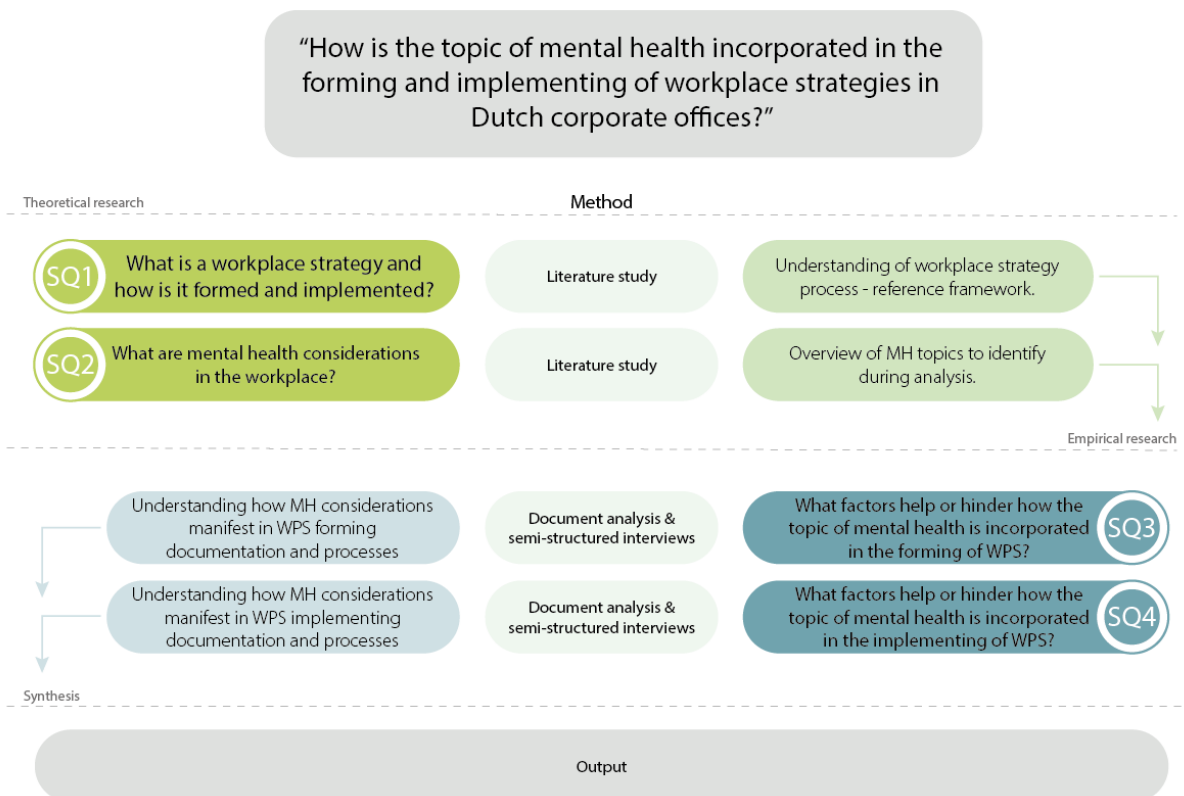 “How is the topic of mental health incorporated in the
forming and implementing of workplace strategies in
Dutch corporate offices?”
Theoretical research
Method
SQ1
What is a workplace strategy and
how is it formed and implemented?
Literature study
Understanding of workplace strategy
process - reference framework.
SQ2
What are mental health considerations
in the workplace?
Literature study
Overview of MH topics to identify
during analysis.
Empirical research
Understanding how MH considerations
manifest in WPS forming
documentation and processes
Document analysis &
semi-structured interviews
What factors help or hinder how the
topic of mental health is incorporated
in the forming of WPS?
SQ3
Understanding how MH considerations
manifest in WPS implementing
documentation and processes
Document analysis &
semi-structured interviews
What factors help or hinder how the
topic of mental health is incorporated
in the implementing of WPS?
SQ4
Synthesis
Output